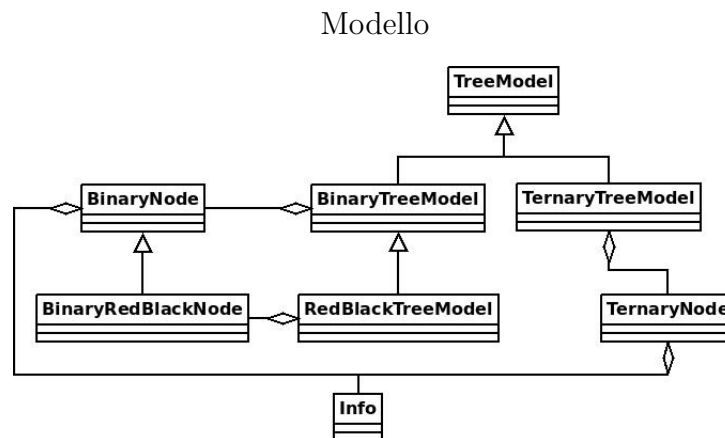 Modello
TreeModel
BinaryNode
BinaryTreeModel
TernaryTreeModel
BinaryRedBlackNode
RedBlackTreeModel
TernaryNode
Info